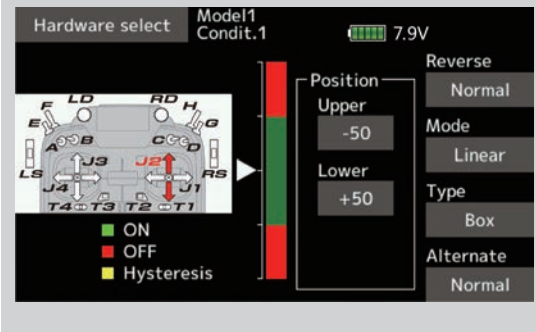 Hardware select
Model1
Condit.1
7.9V
LD RD
F H
E G
A B C D
J3 J2
LS RS
J4 J1
T4 T3 T2 T1
ON
OFF
Hysteresis
Position
Upper
-50
Lower
+50
Reverse
Normal
Mode
Linear
Type
Box
Alternate
Normal